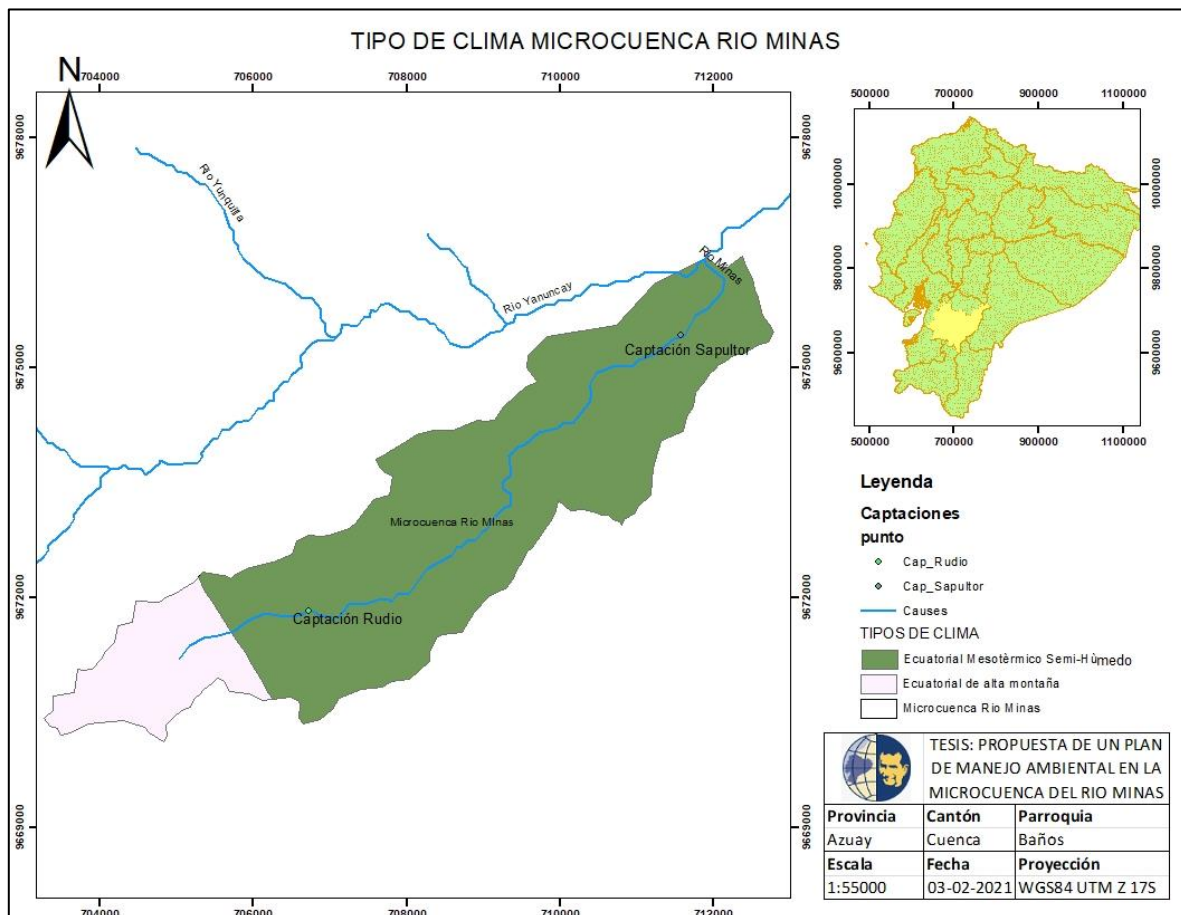 TIPO DE CLIMA MICROCUENCA RIO MINAS
N
704000 706000 708000 710000 712000
9678000
9675000
9672000
9669000
Río Yunquilla
Río Yanuncay
Río Minas
Captación Sapultor
Microcuenca Río MInas
Captación Rudio
9678000
9675000
9672000
9669000
704000 706000 708000 710000 712000
500000 700000 900000 1100000
10000000
9800000
9600000
10000000
9800000
9600000
500000 700000 900000 1100000
Leyenda
Captaciones
punto
Cap_Rudio
Cap_Sapultor
Causes
TIPOS DE CLIMA
Ecuatorial Mesotèrmico Semi-Hùmedo
Ecuatorial de alta montaña
Microcuenca Rio Minas
TESIS: PROPUESTA DE UN PLAN
DE MANEJO AMBIENTAL EN LA
MICROCUENCA DEL RIO MINAS
Provincia Cantón Parroquia
Azuay Cuenca Baños
Escala Fecha Proyección
1:55000 03-02-2021 WGS84 UTM Z 17S